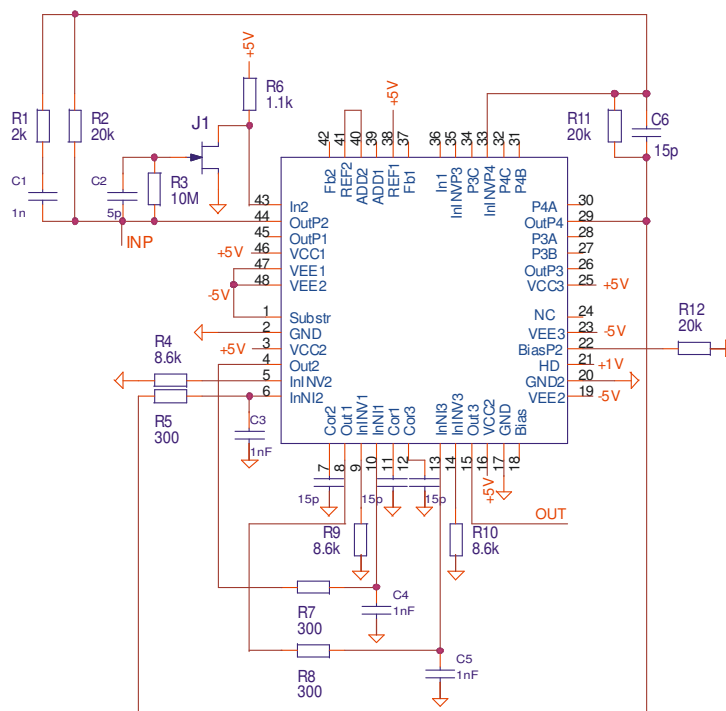 +5V
R1
2k
R2
20k
J1
R6
1.1k
R11
20k
C6
15p
C1
1n
C2
5p
R3
10M
INP
+5V
42
41
40
39
38
37
36
35
34
33
32
31
Fb2
REF2
ADD2
ADD1
REF1
Fb1
In1
InINVP3
P3C
InINVP4
P4C
P4B
43
In2
44
OutP2
45
OutP1
+5V
46
VCC1
47
VEE1
-5V
48
VEE2
1
Substr
2
GND
+5V
3
VCC2
4
Out2
5
InINV2
6
InNI2
P4A
30
OutP4
29
P3A
28
P3B
27
OutP3
26
VCC3
25
+5V
NC
24
VEE3
23
-5V
BiasP2
22
HD
21
+1V
GND2
20
VEE2
19
-5V
R12
20k
R4
8.6k
R5
300
C3
1nF
Cor2
Out1
InINV1
InNI1
Cor1
Cor3
InNI3
InINV3
Out3
VCC2
GND
Bias
7
8
9
10
11
12
13
14
15
16
17
18
15p
15p
15p
+5V
R9
8.6k
R10
8.6k
OUT
R7
300
C4
1nF
R8
300
C5
1nF